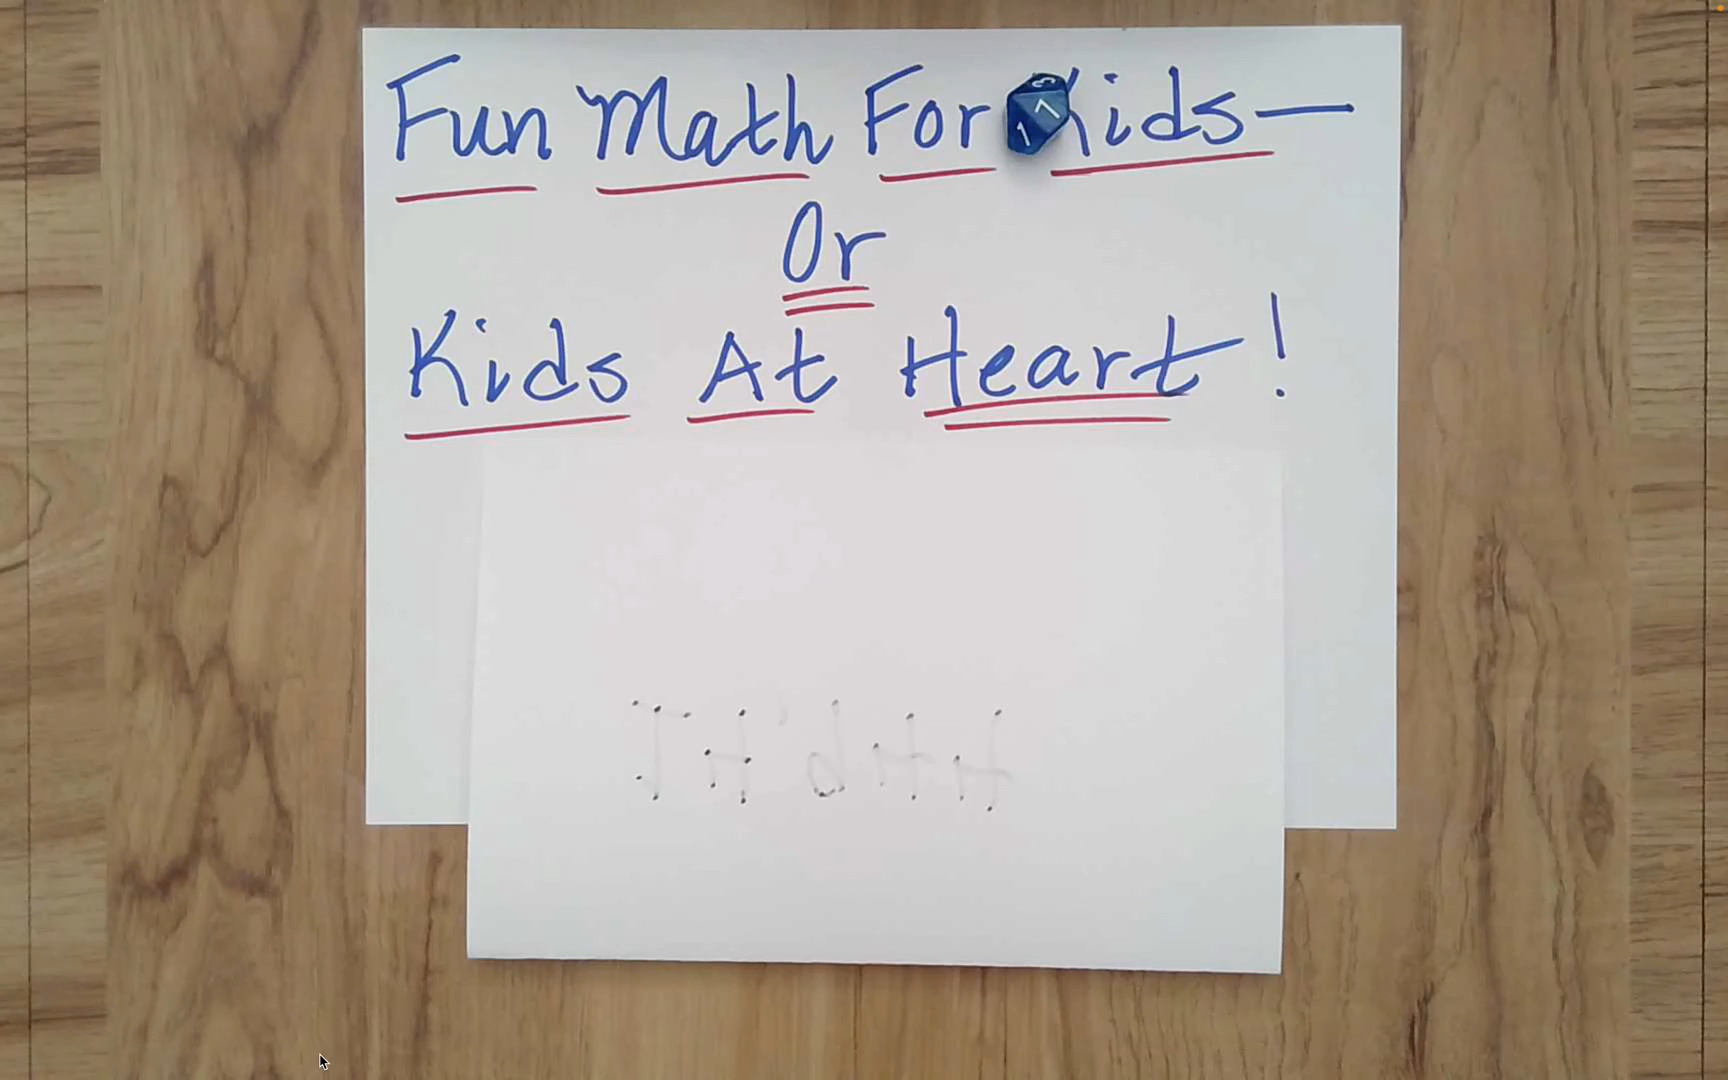 Fun Math For Kids—
Or
Kids At Heart!